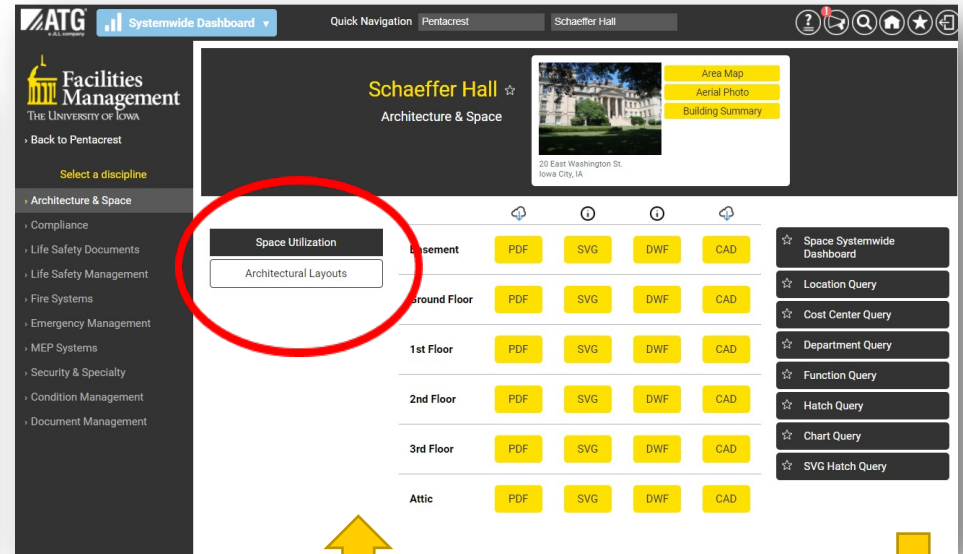 ATG
a JLL company
Systemwide Dashboard
Quick Navigation
Pentacrest
Schaeffer Hall
1
Facilities
Management
THE UNIVERSITY OF IOWA
› Back to Pentacrest
Select a discipline
› Architecture & Space
› Compliance
› Life Safety Documents
› Life Safety Management
› Fire Systems
› Emergency Management
› MEP Systems
› Security & Specialty
› Condition Management
› Document Management
Schaeffer Hall
Architecture & Space
20 East Washington St.
Iowa City, IA
Area Map
Aerial Photo
Building Summary
Space Utilization
Architectural Layouts
Basement PDF SVG DWF CAD
Ground Floor PDF SVG DWF CAD
1st Floor PDF SVG DWF CAD
2nd Floor PDF SVG DWF CAD
3rd Floor PDF SVG DWF CAD
Attic PDF SVG DWF CAD
Space Systemwide
Dashboard
Location Query
Cost Center Query
Department Query
Function Query
Hatch Query
Chart Query
SVG Hatch Query